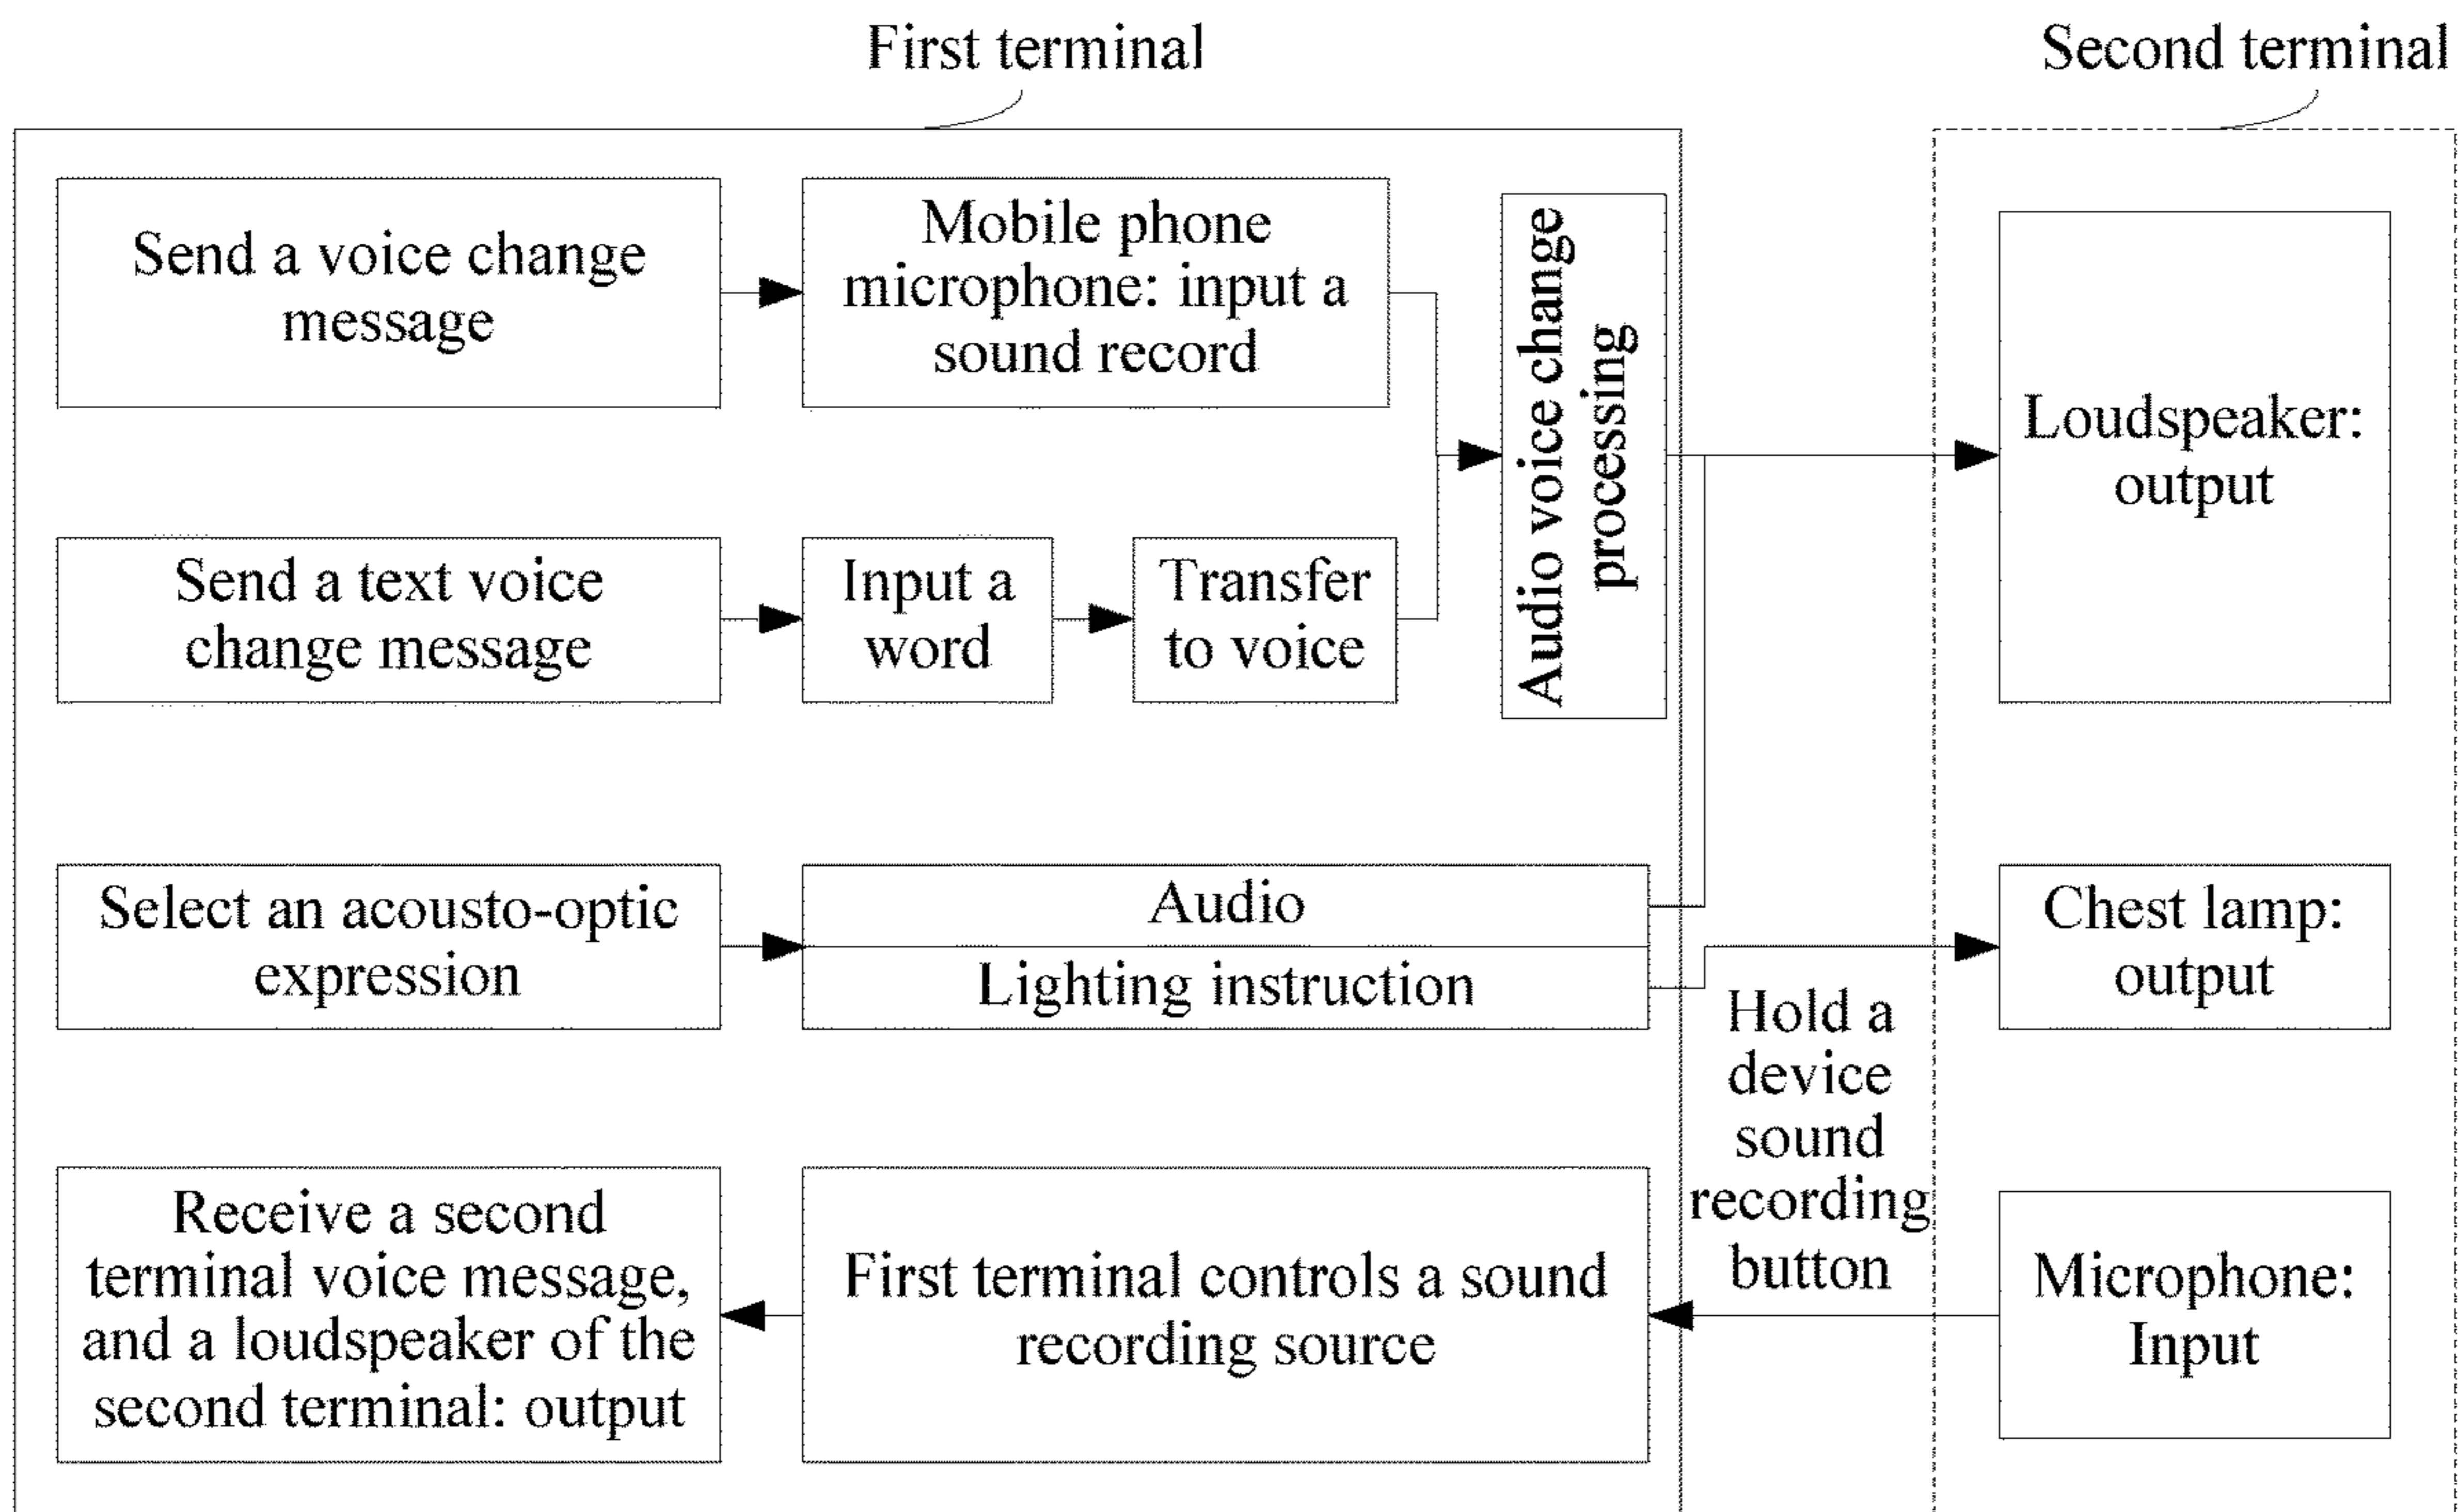 First terminal
Second terminal
Send a voice change
message
Mobile phone
microphone: input a
sound record
Audio voice change
processing
Loudspeaker:
output
Send a text voice
change message
Input a
word
Transfer
to voice
Select an acousto-optic
expression
Audio
Lighting instruction
Chest lamp:
output
Hold a
device
sound
recording
button
Receive a second
terminal voice message,
and a loudspeaker of the
second terminal: output
First terminal controls a sound
recording source
Microphone:
Input